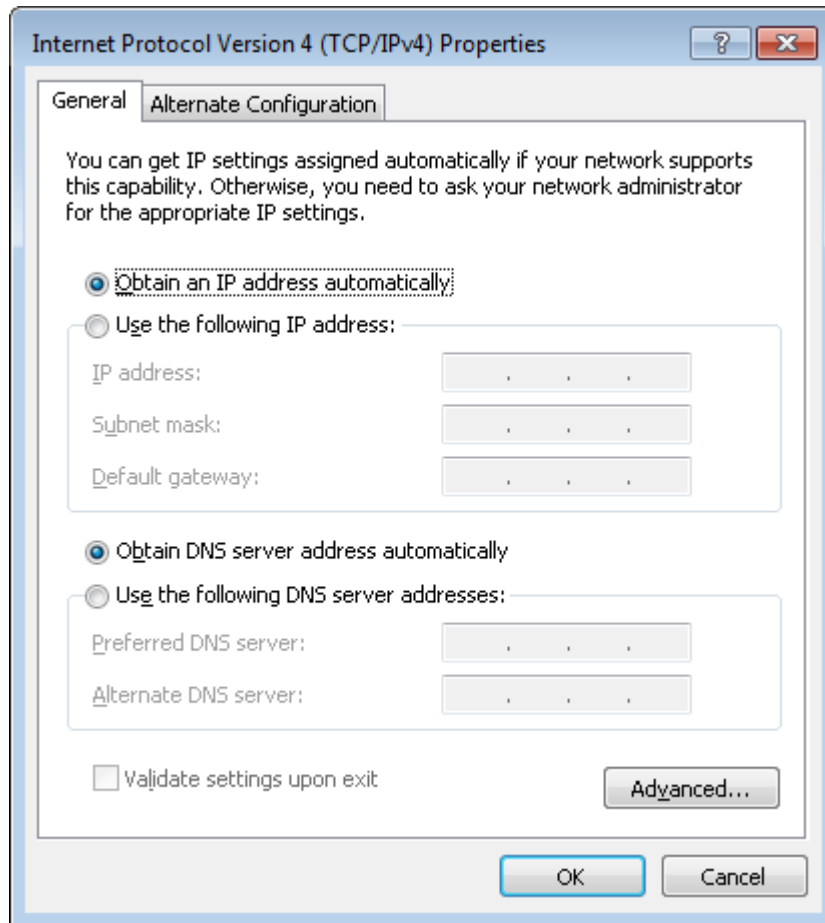 Internet Protocol Version 4 (TCP/IPv4) Properties
General
Alternate Configuration
You can get IP settings assigned automatically if your network supports
this capability. Otherwise, you need to ask your network administrator
for the appropriate IP settings.
Obtain an IP address automatically
Use the following IP address:
IP address:
Subnet mask:
Default gateway:
Obtain DNS server address automatically
Use the following DNS server addresses:
Preferred DNS server:
Alternate DNS server:
Validate settings upon exit
Advanced...
OK
Cancel